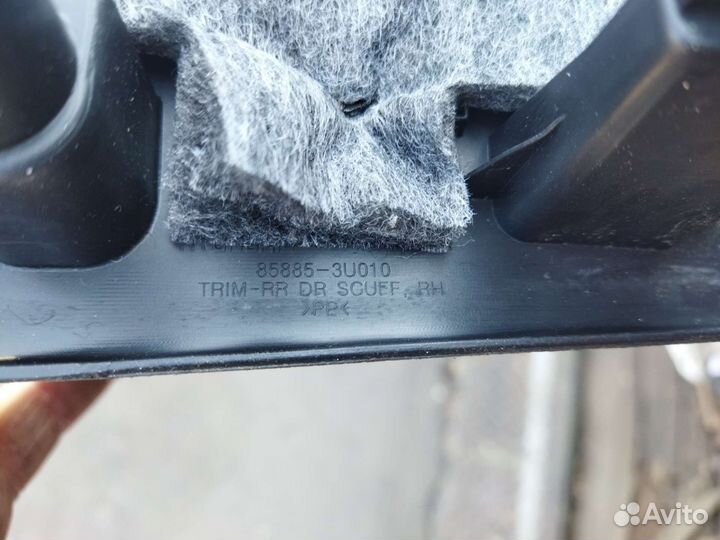 85885-3U010
TRIM-RR DR SCUFF, RH
>PP<
Avito